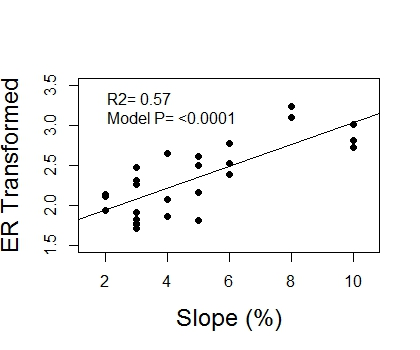 R2= 0.57
Model P= <0.0001
ER Transformed
3.5
3.0
2.5
2.0
1.5
2 4 6 8 10
Slope (%)